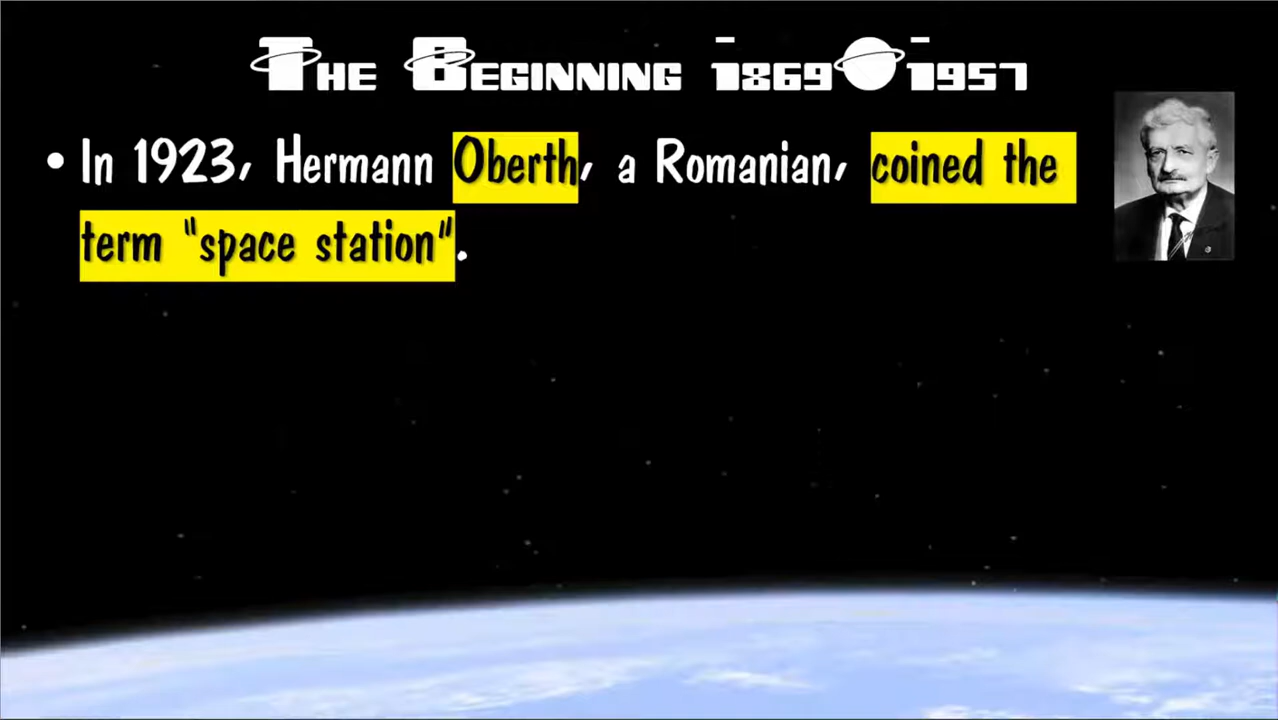 The Beginning 1869-1957
• In 1923, Hermann Oberth, a Romanian, coined the
term "space station".